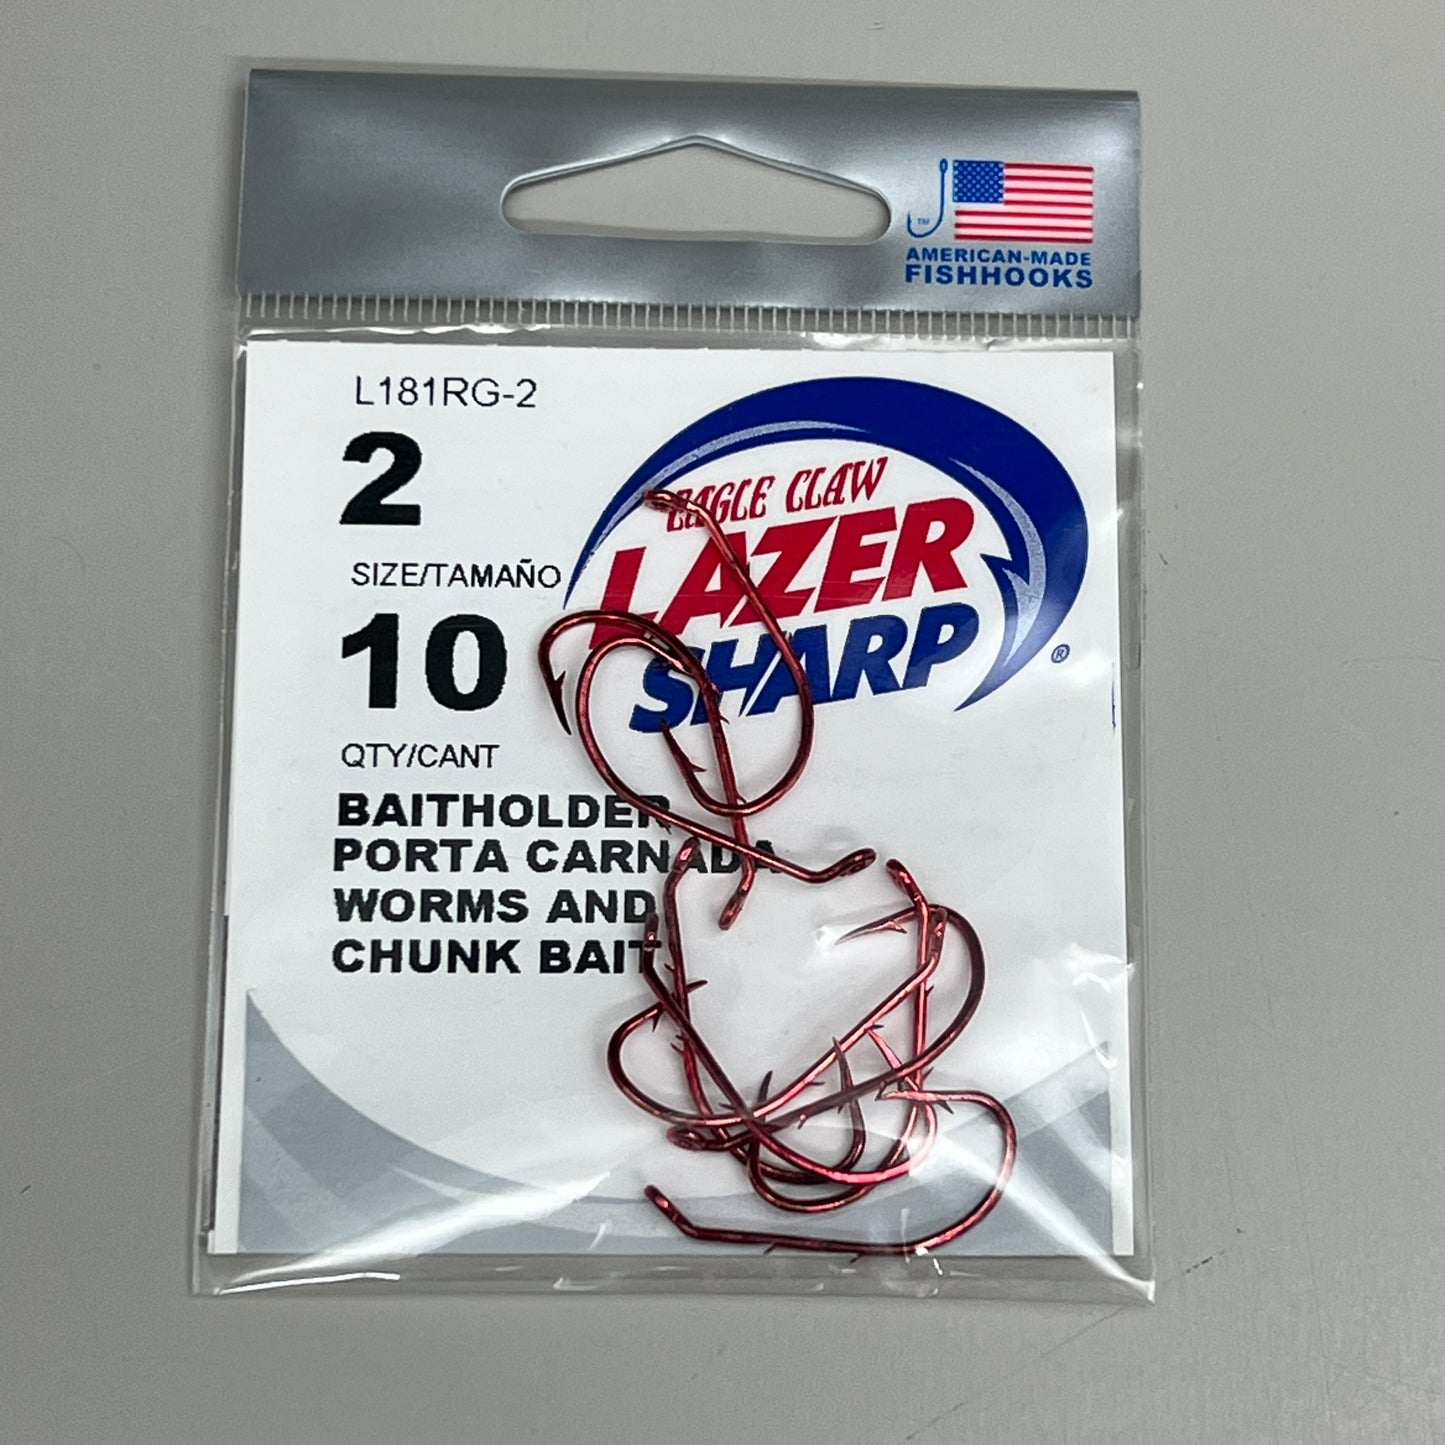 TM
AMERICAN-MADE
FISHHOOKS
L181RG-2
2
SIZE/TAMAÑO
10
QTY/CANT
EAGLE CLAW
LAZER
SHARP
®
BAITHOLDER
PORTA CARNADA
WORMS AND
CHUNK BAIT